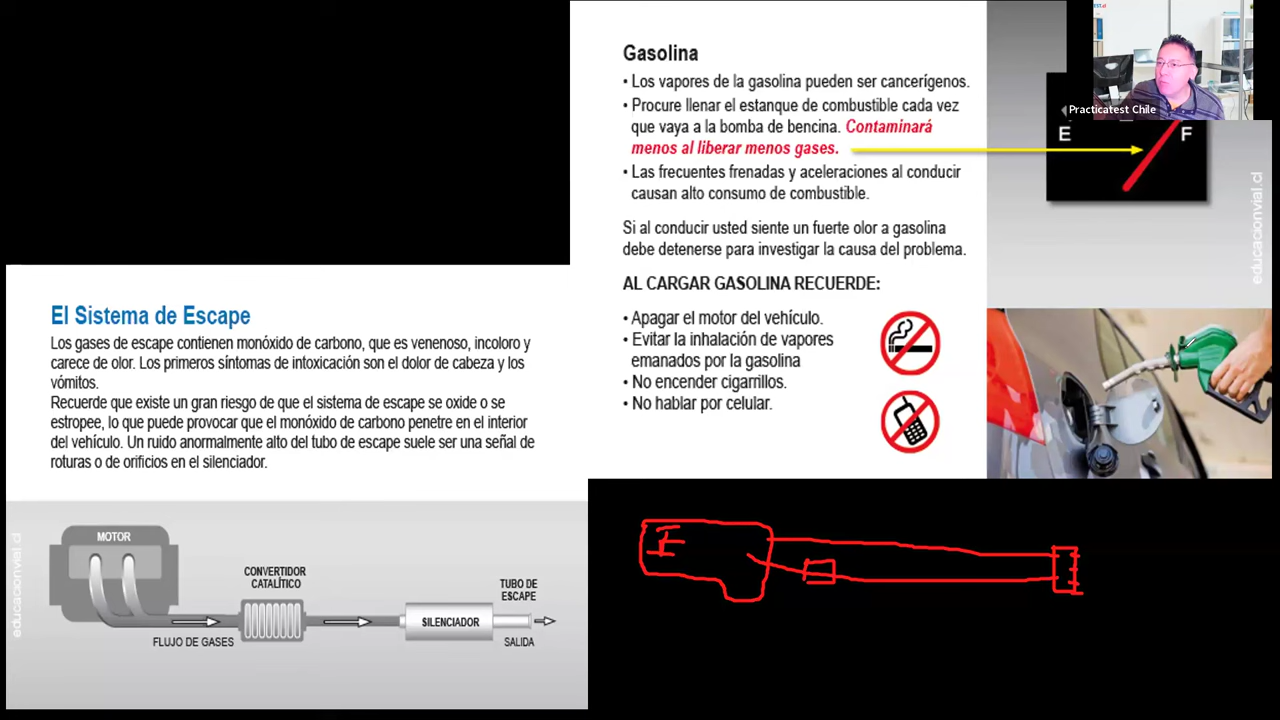 Gasolina
• Los vapores de la gasolina pueden ser cancerígenos.
• Procure llenar el estanque de combustible cada vez
que vaya a la bomba de bencina. Contaminará
menos al liberar menos gases.
• Las frecuentes frenadas y aceleraciones al conducir
causan alto consumo de combustible.
Si al conducir usted siente un fuerte olor a gasolina
debe detenerse para investigar la causa del problema.
AL CARGAR GASOLINA RECUERDE:
• Apagar el motor del vehículo.
• Evitar la inhalación de vapores
emanados por la gasolina
• No encender cigarrillos.
• No hablar por celular.
Practicatest Chile
E F
educacionvial.cl
El Sistema de Escape
Los gases de escape contienen monóxido de carbono, que es venenoso, incoloro y
carece de olor. Los primeros síntomas de intoxicación son el dolor de cabeza y los
vómitos.
Recuerde que existe un gran riesgo de que el sistema de escape se oxide o se
estropee, lo que puede provocar que el monóxido de carbono penetre en el interior
del vehículo. Un ruido anormalmente alto del tubo de escape suele ser una señal de
roturas o de orificios en el silenciador.
MOTOR
CONVERTIDOR
CATALÍTICO
TUBO DE
ESCAPE
SILENCIADOR
FLUJO DE GASES
SALIDA
educacionvial.cl